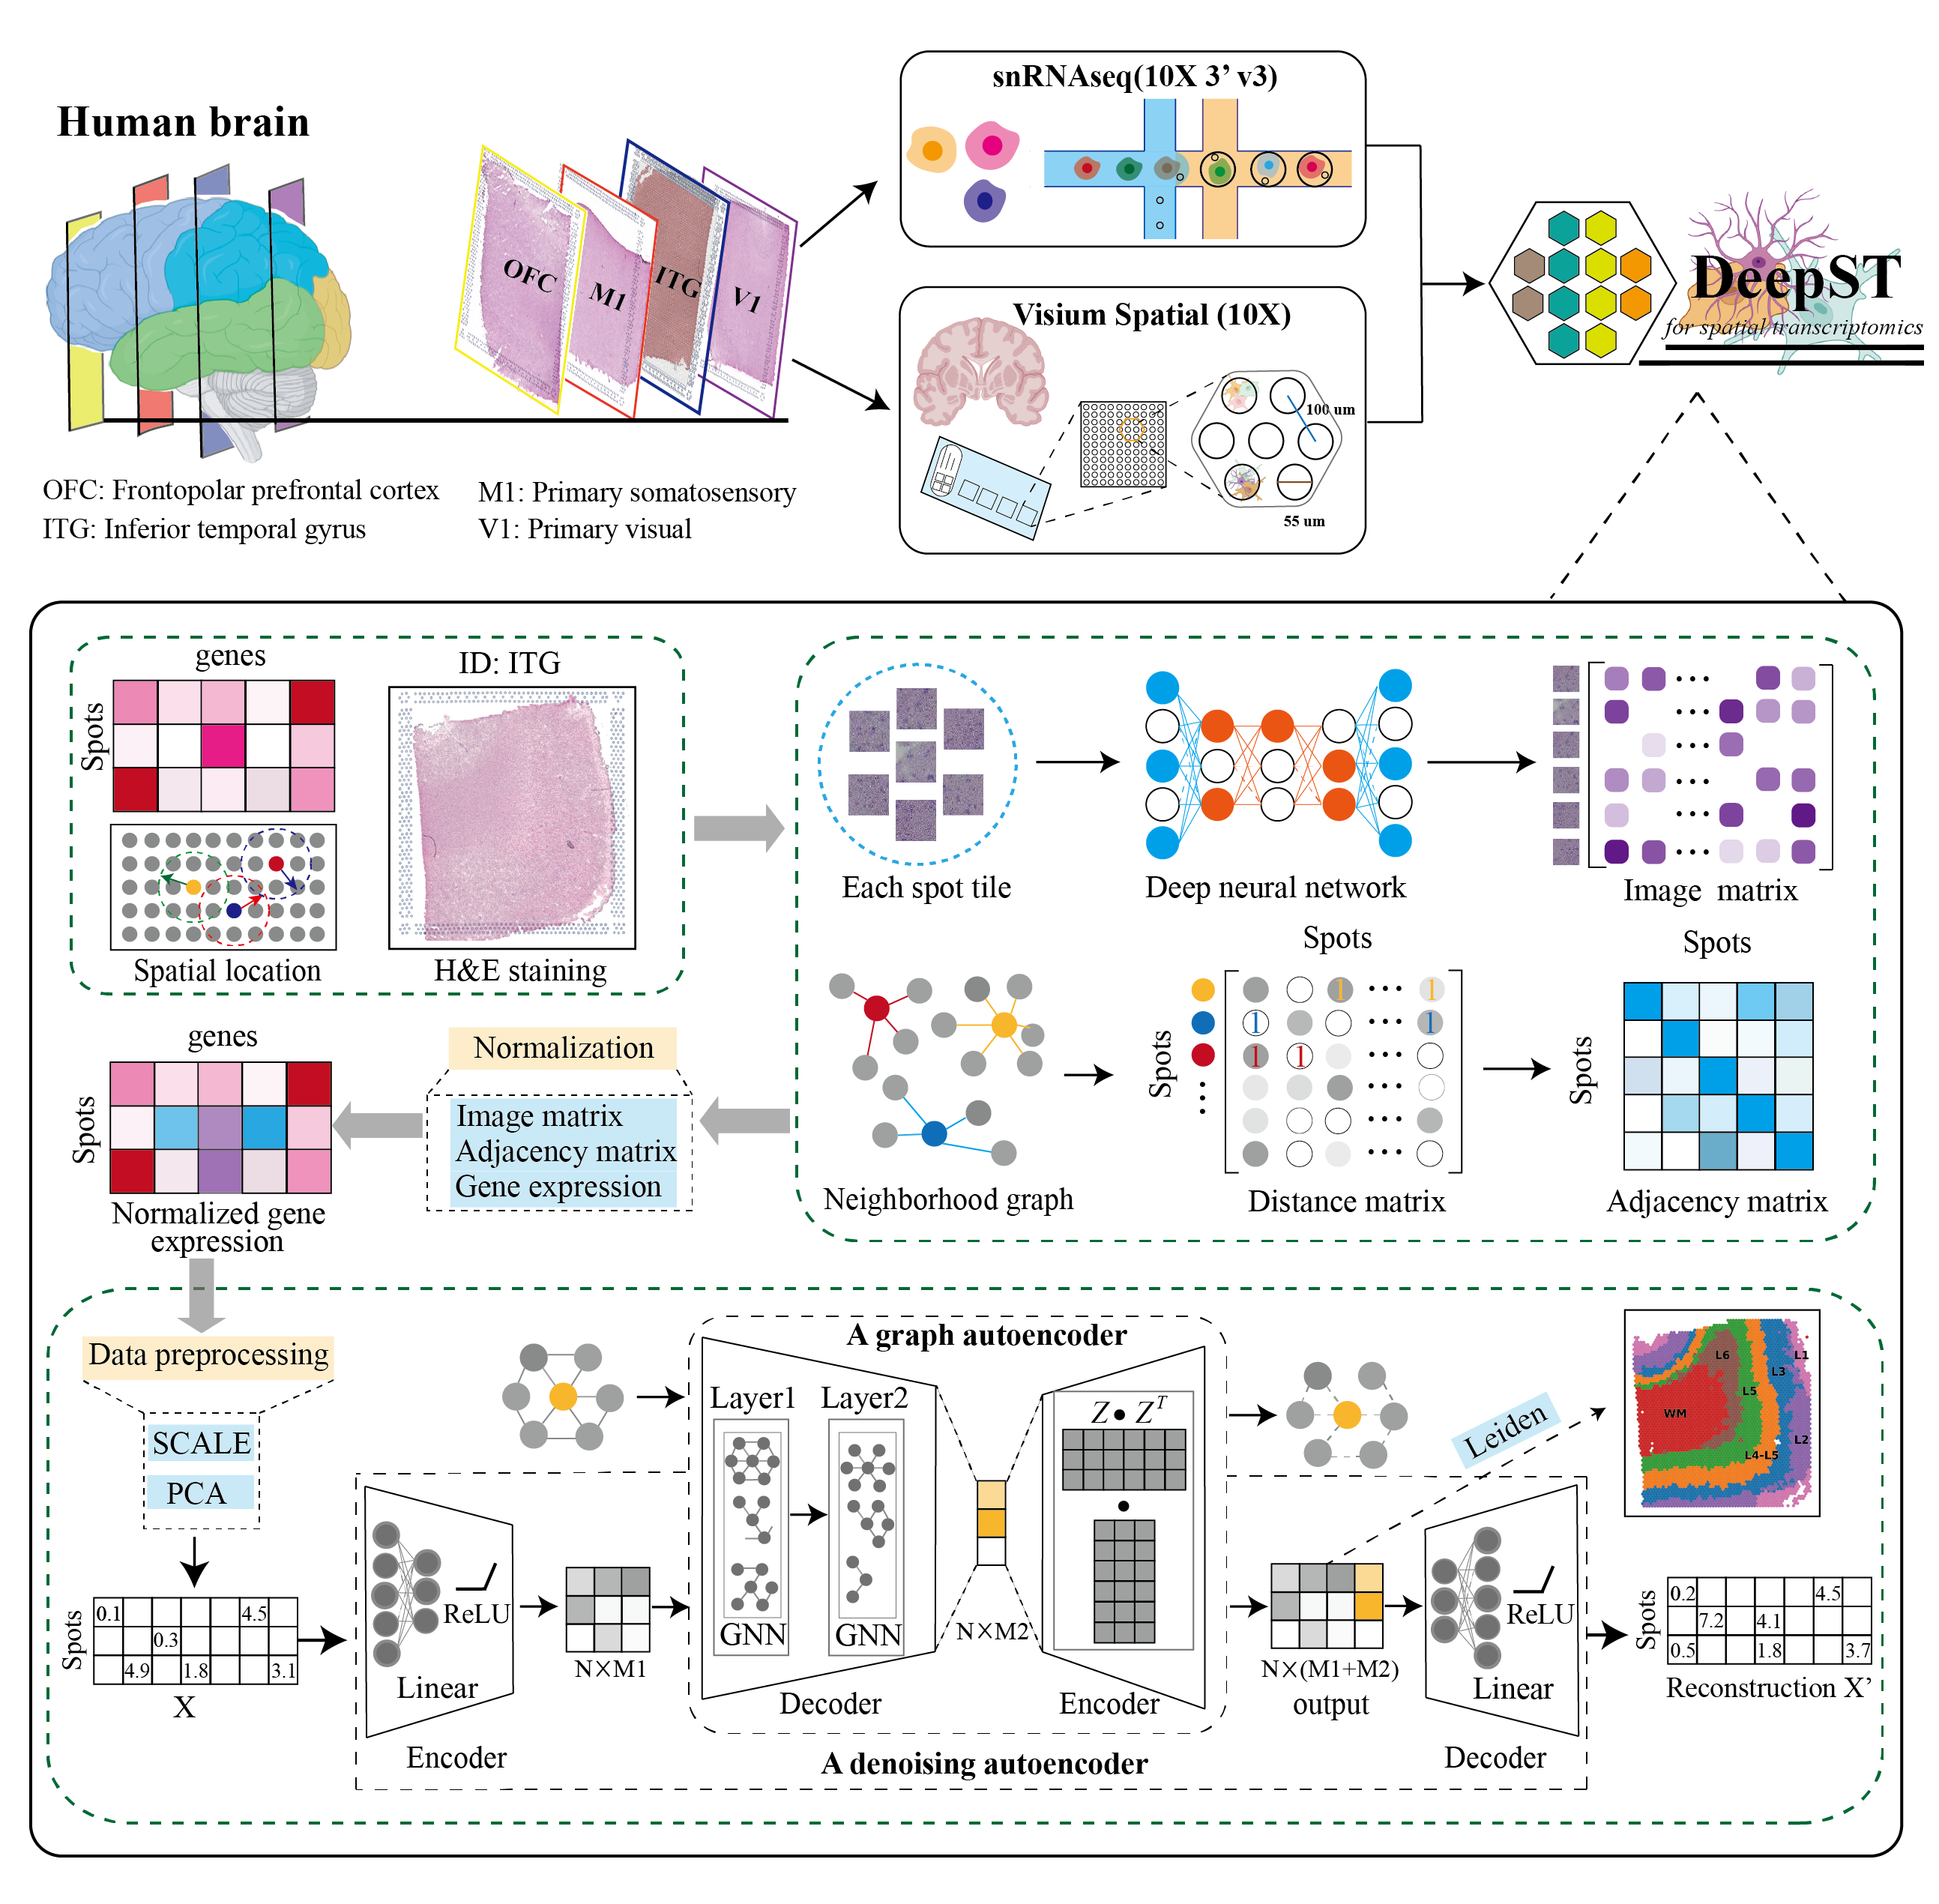 Human brain
OFC
M1
ITG
V1
OFC: Frontopolar prefrontal cortex
M1: Primary somatosensory
ITG: Inferior temporal gyrus
V1: Primary visual
snRNAseq(10X 3’ v3)
Visium Spatial (10X)
100 um
55 um
DeepST
for spatial transcriptomics
genes
Spots
Spatial location
ID: ITG
H&E staining
Each spot tile
Deep neural network
Image matrix
Neighborhood graph
Spots
Spots
1 1
1 1
1 1
Distance matrix
Spots
Spots
Adjacency matrix
Normalization
Image matrix
Adjacency matrix
Gene expression
genes
Spots
Normalized gene
expression
Data preprocessing
SCALE
PCA
Spots
0.1 4.5
0.3
4.9 1.8 3.1
X
Linear
ReLU
Encoder
N×M1
A graph autoencoder
Layer1
Layer2
GNN
GNN
Decoder
N×M2
Z • Z^T
Encoder
A denoising autoencoder
N×(M1+M2)
output
Leiden
WM
L6
L5
L4-L5
L3
L1
L2
Linear
ReLU
Decoder
Spots
0.2 4.5
7.2 4.1
0.5 1.8 3.7
Reconstruction X’